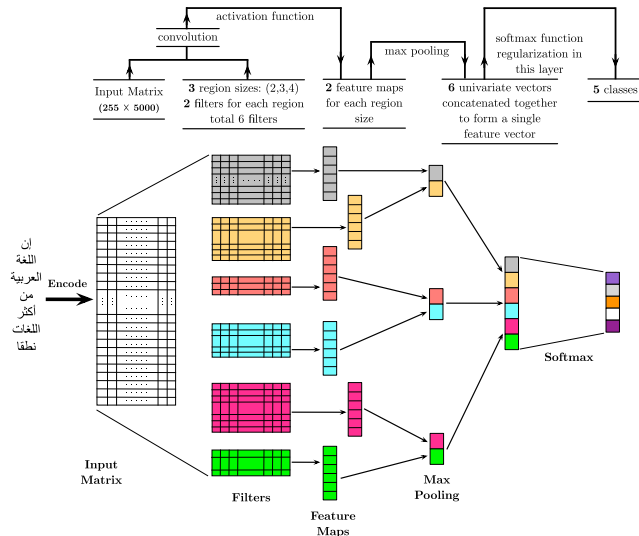 activation function
convolution
max pooling
softmax function
regularization in
this layer
Input Matrix
(255 × 5000)
3 region sizes: (2,3,4)
2 filters for each region
total 6 filters
2 feature maps
for each region
size
6 univariate vectors
concatenated together
to form a single
feature vector
5 classes
إن
اللغة
العربية
من
أكثر
اللغات
نطقا
Encode
Input
Matrix
Filters
Feature
Maps
Max
Pooling
Softmax